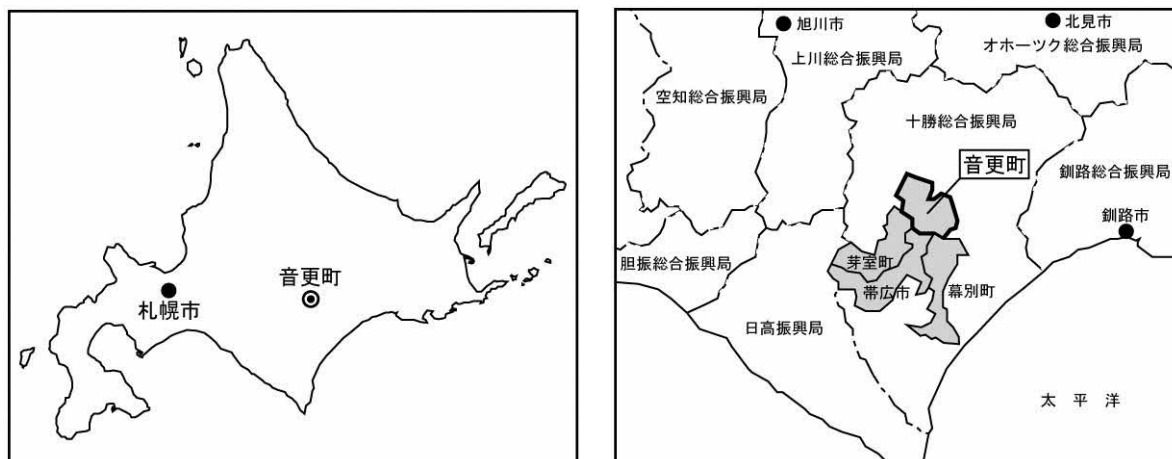 音更町
札幌市
旭川市
北見市
上川総合振興局
オホーツク総合振興局
空知総合振興局
十勝総合振興局
音更町
釧路総合振興局
釧路市
胆振総合振興局
芽室町
帯広市
幕別町
日高振興局
太平洋